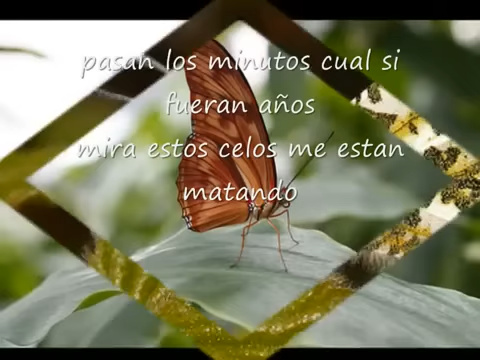 pasan los minutos cual si
fueran años
mira estos celos me estan
matando